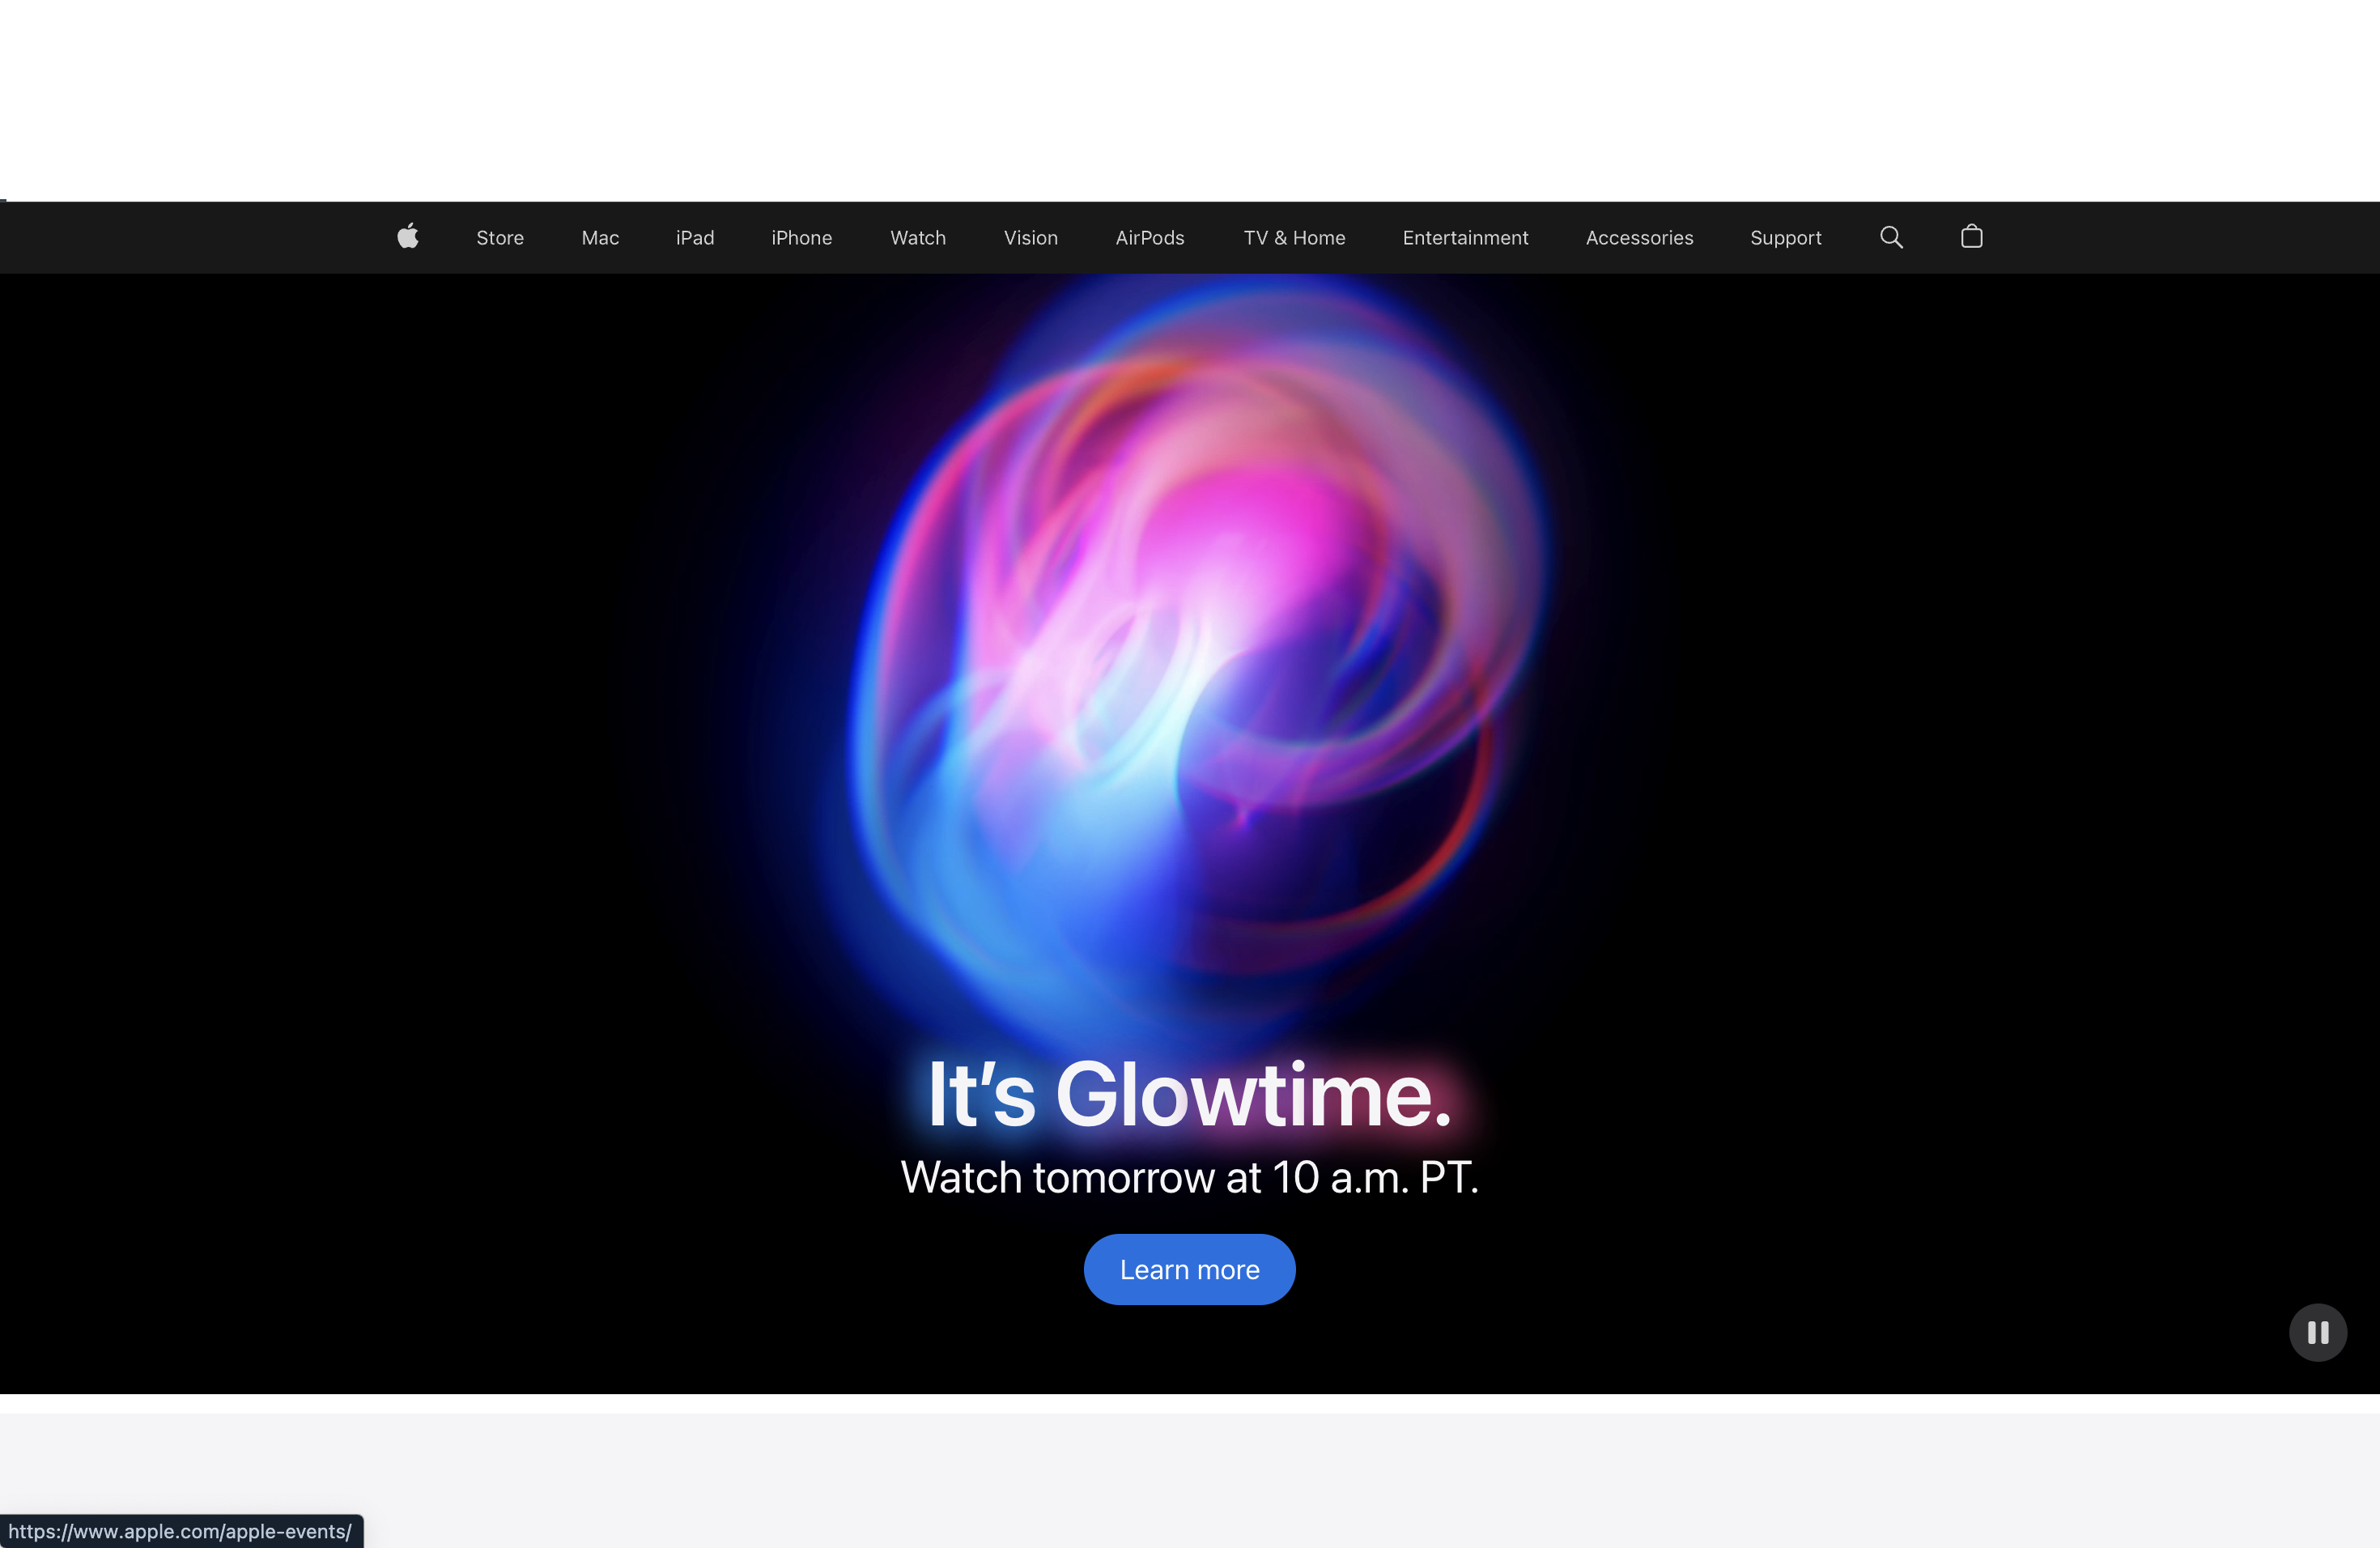 Store Mac iPad iPhone Watch Vision AirPods TV & Home Entertainment Accessories Support
It’s Glowtime.
Watch tomorrow at 10 a.m. PT.
Learn more
https://www.apple.com/apple-events/